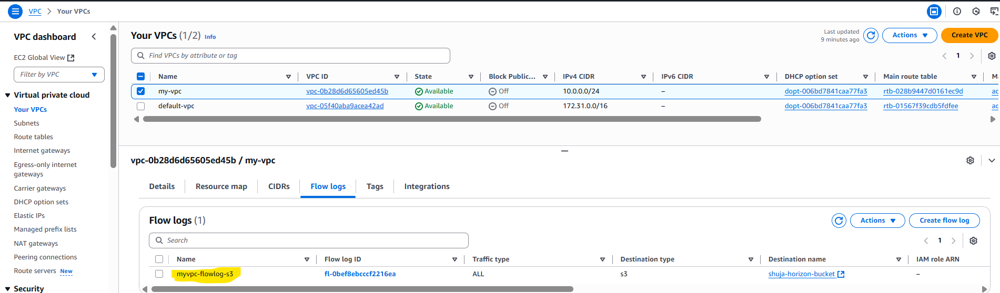 VPC > Your VPCs
VPC dashboard
EC2 Global View
Filter by VPC
Virtual private cloud
Your VPCs
Subnets
Route tables
Internet gateways
Egress-only internet
gateways
Carrier gateways
DHCP option sets
Elastic IPs
Managed prefix lists
NAT gateways
Peering connections
Route servers New
Security
Your VPCs (1/2) Info
Last updated
9 minutes ago
Actions
Create VPC
Find VPCs by attribute or tag
1
Name VPC ID State Block Public... IPv4 CIDR IPv6 CIDR DHCP option set Main route table
my-vpc vpc-0b28d6d65605ed45b Available Off 10.0.0.0/24 – dopt-006bd7841caa77fa3 rtb-028b9447d0161ec9d ac
default-vpc vpc-05f40aba9acea42ad Available Off 172.31.0.0/16 – dopt-006bd7841caa77fa3 rtb-01567f39cdb5fdfee ac
vpc-0b28d6d65605ed45b / my-vpc
Details Resource map CIDRs Flow logs Tags Integrations
Flow logs (1)
Actions
Create flow log
Search
1
Name Flow log ID Traffic type Destination type Destination name IAM role ARN
myvpc-flowlog-s3 fl-0bef8ebcccf2216ea ALL s3 shuja-horizon-bucket –